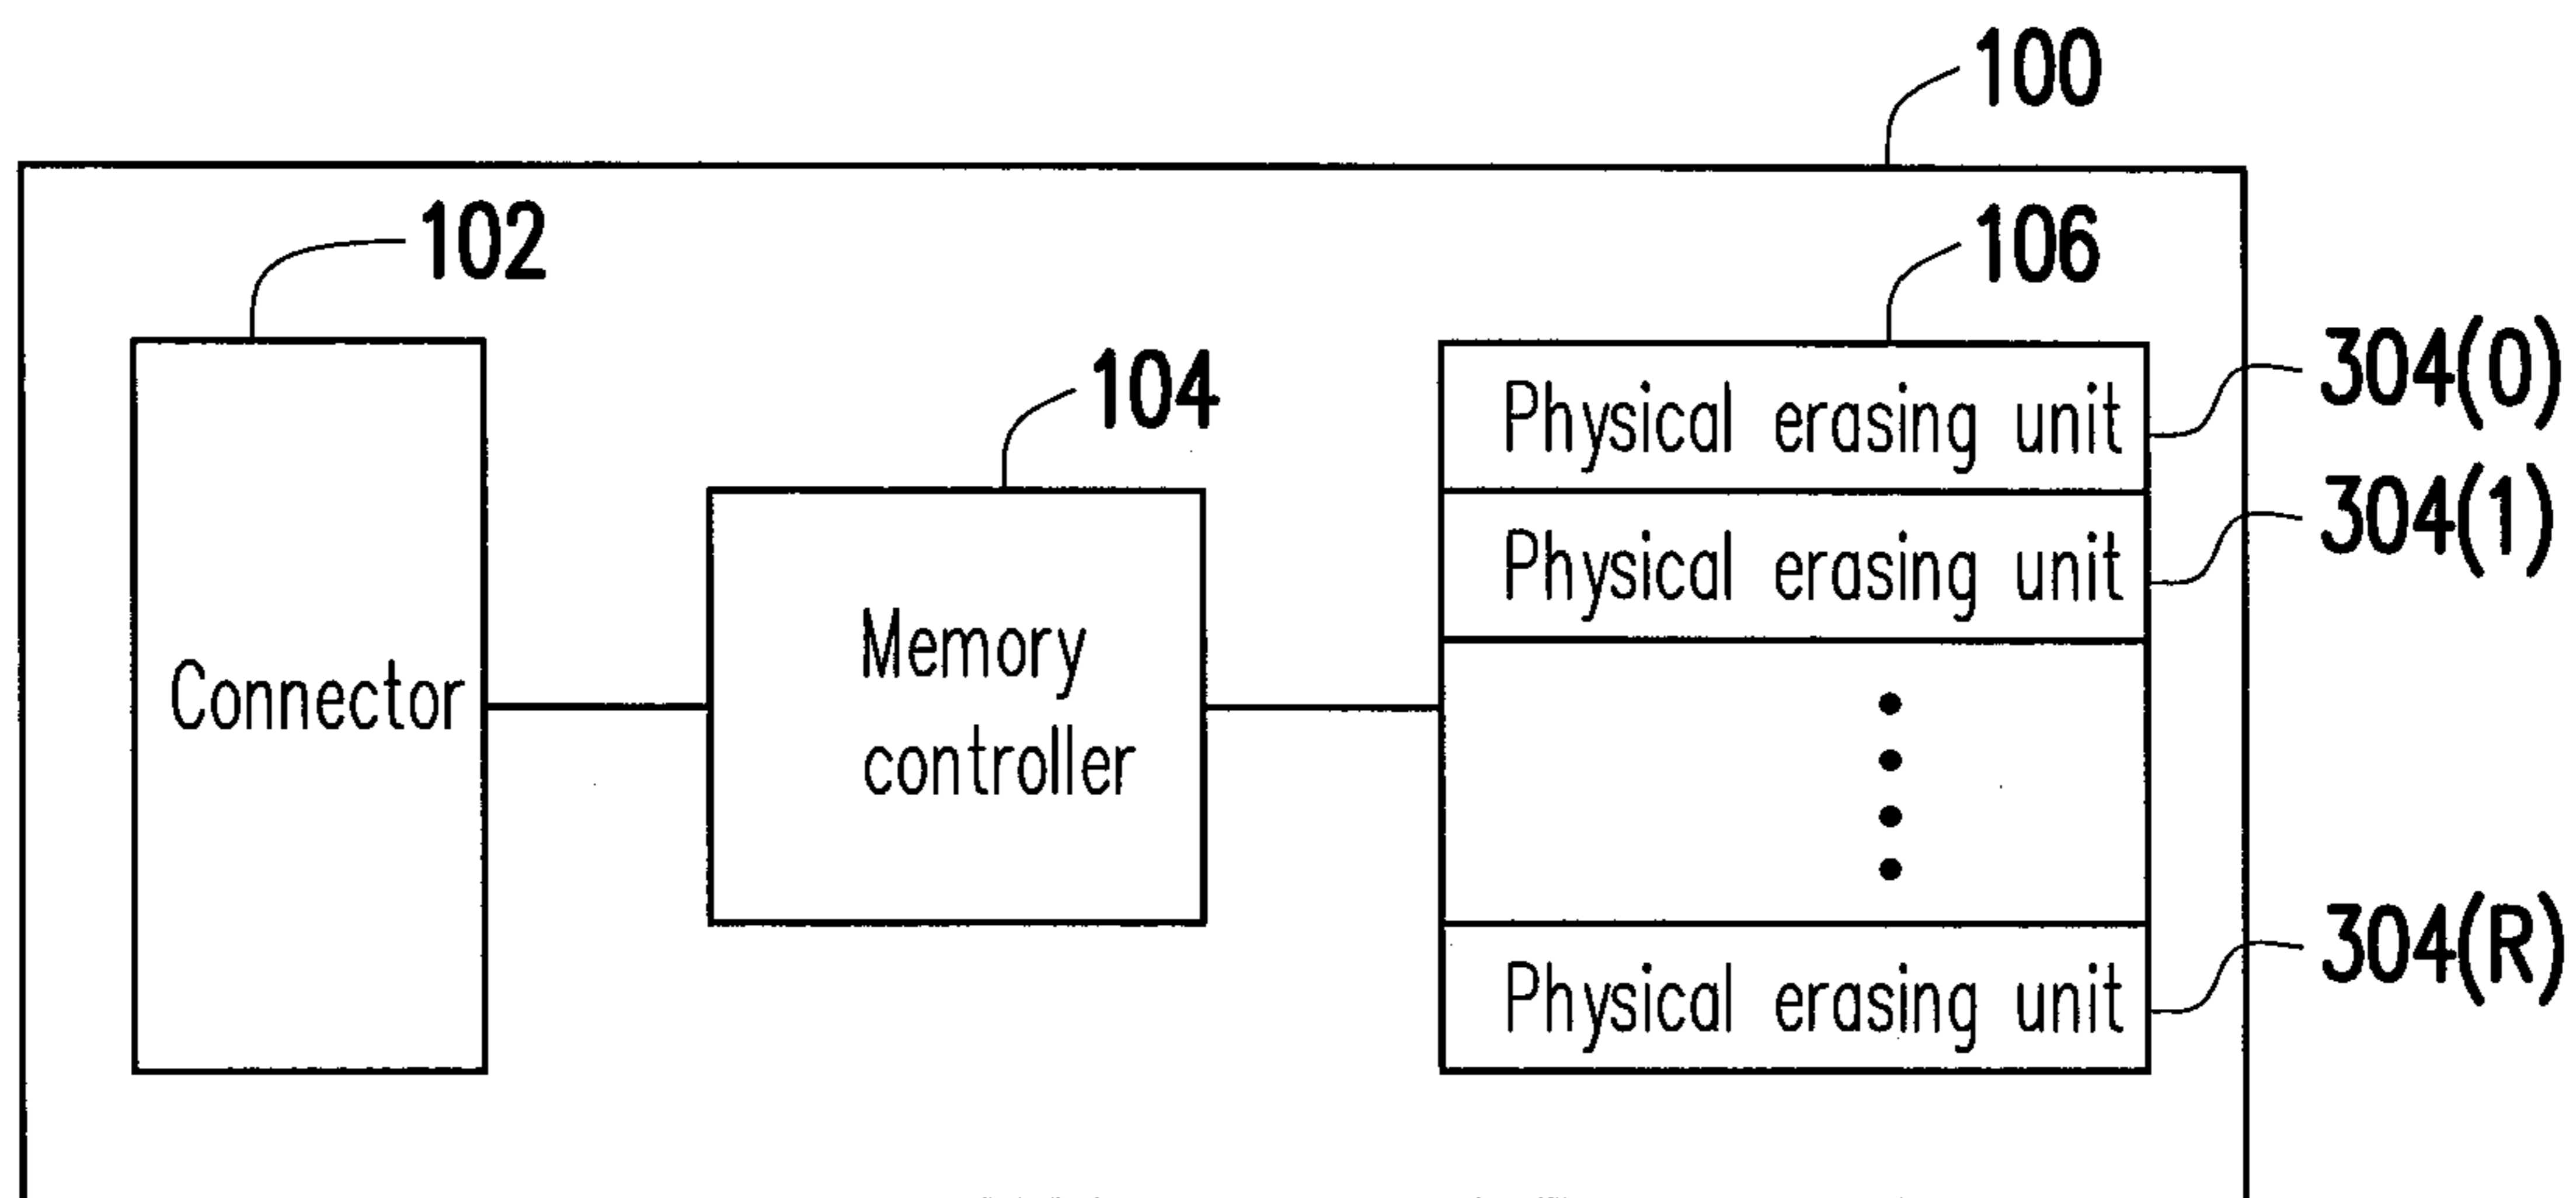 100
102
106
104
304(0)
Physical erasing unit
304(1)
Physical erasing unit
Memory
controller
Connector
304(R)
Physical erasing unit